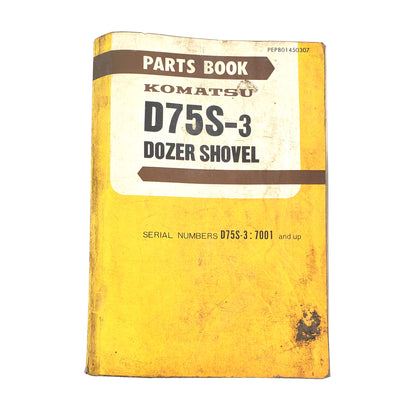 PEPB01450307
PARTS BOOK
KOMATSU
D75S-3
DOZER SHOVEL
SERIAL NUMBERS D75S-3:7001 and up